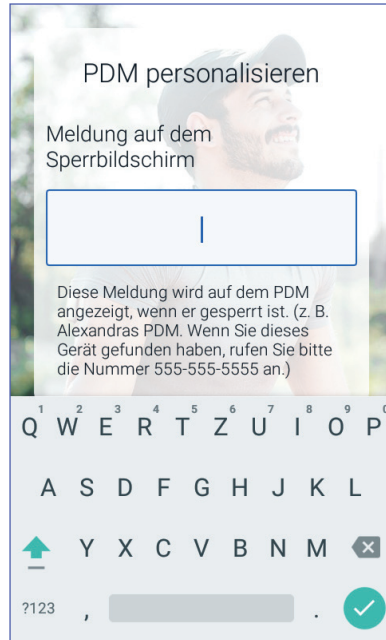 PDM personalisieren
Meldung auf dem
Sperrbildschirm
Diese Meldung wird auf dem PDM
angezeigt, wenn er gesperrt ist. (z. B.
Alexandras PDM. Wenn Sie dieses
Gerät gefunden haben, rufen Sie bitte
die Nummer 555-555-5555 an.)
1 2 3 4 5 6 7 8 9 0
Q W E R T Z U I O P
A S D F G H J K L
Y X C V B N M
?123 , .